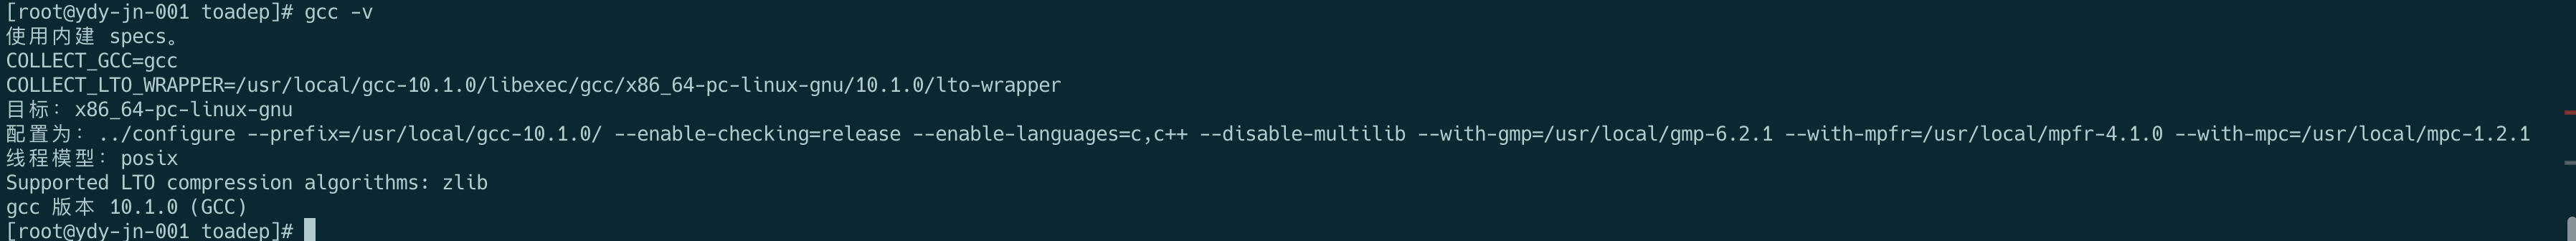 [root@ydy-jn-001 toadep]# gcc -v
使用内建 specs。
COLLECT_GCC=gcc
COLLECT_LTO_WRAPPER=/usr/local/gcc-10.1.0/libexec/gcc/x86_64-pc-linux-gnu/10.1.0/lto-wrapper
目标：x86_64-pc-linux-gnu
配置为：../configure --prefix=/usr/local/gcc-10.1.0/ --enable-checking=release --enable-languages=c,c++ --disable-multilib --with-gmp=/usr/local/gmp-6.2.1 --with-mpfr=/usr/local/mpfr-4.1.0 --with-mpc=/usr/local/mpc-1.2.1
线程模型：posix
Supported LTO compression algorithms: zlib
gcc 版本 10.1.0 (GCC)
[root@ydy-jn-001 toadep]#